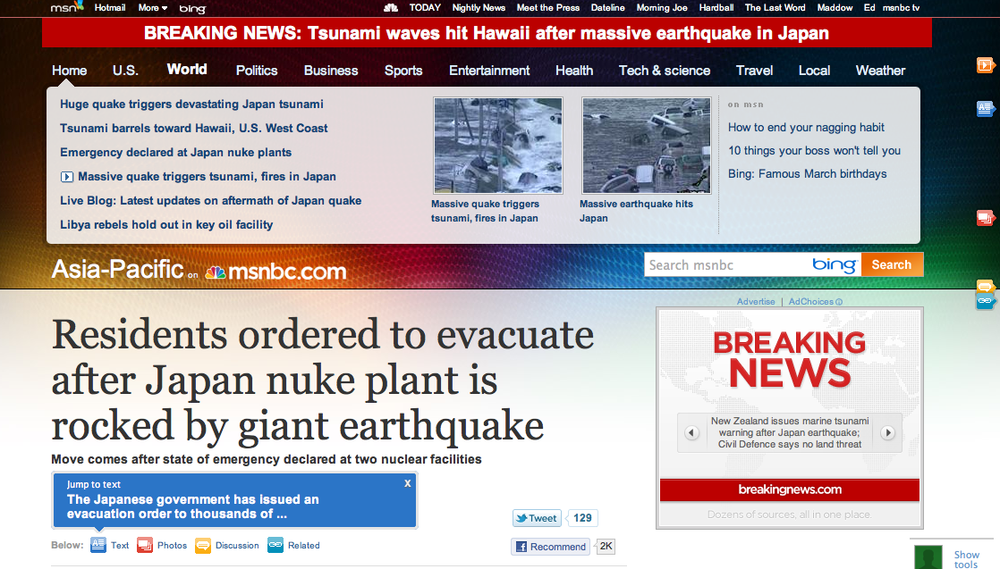 msn Hotmail More bing TODAY Nightly News Meet the Press Dateline Morning Joe Hardball The Last Word Maddow Ed msnbc tv
BREAKING NEWS: Tsunami waves hit Hawaii after massive earthquake in Japan
Home U.S. World Politics Business Sports Entertainment Health Tech & science Travel Local Weather
Huge quake triggers devastating Japan tsunami
Tsunami barrels toward Hawaii, U.S. West Coast
Emergency declared at Japan nuke plants
Massive quake triggers tsunami, fires in Japan
Live Blog: Latest updates on aftermath of Japan quake
Libya rebels hold out in key oil facility
Massive quake triggers
tsunami, fires in Japan
Massive earthquake hits
Japan
on msn
How to end your nagging habit
10 things your boss won't tell you
Bing: Famous March birthdays
Asia-Pacific on msnbc.com
Search msnbc bing Search
Advertise | AdChoices
Residents ordered to evacuate
after Japan nuke plant is
rocked by giant earthquake
Move comes after state of emergency declared at two nuclear facilities
Jump to text X
The Japanese government has issued an
evacuation order to thousands of ...
Below: Text Photos Discussion Related
Tweet 129
Recommend 2K
BREAKING
NEWS
New Zealand issues marine tsunami
warning after Japan earthquake;
Civil Defence says no land threat
breakingnews.com
Dozens of sources, all in one place.
Show
tools